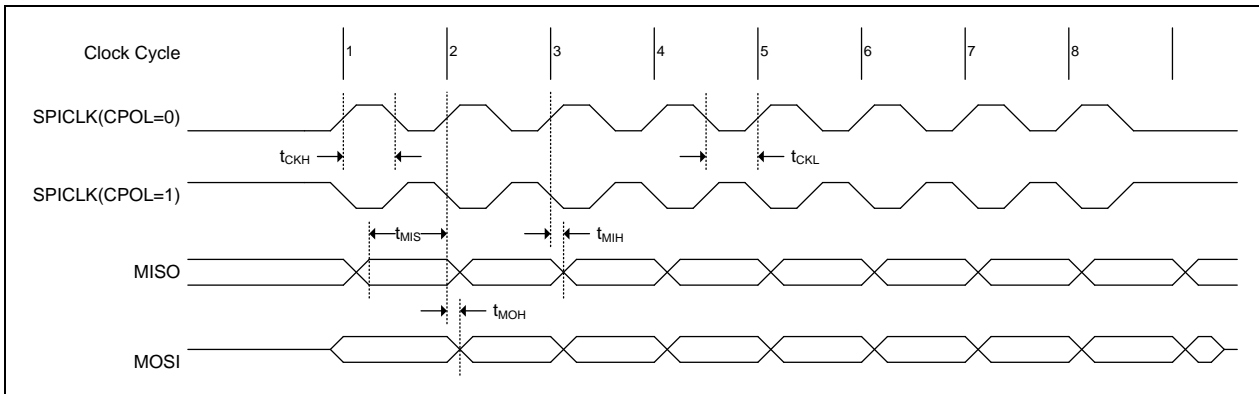 Clock Cycle 1 2 3 4 5 6 7 8
SPICLK(CPOL=0)
tCKH tCKL
SPICLK(CPOL=1)
tMIS tMIH
MISO
tMOH
MOSI